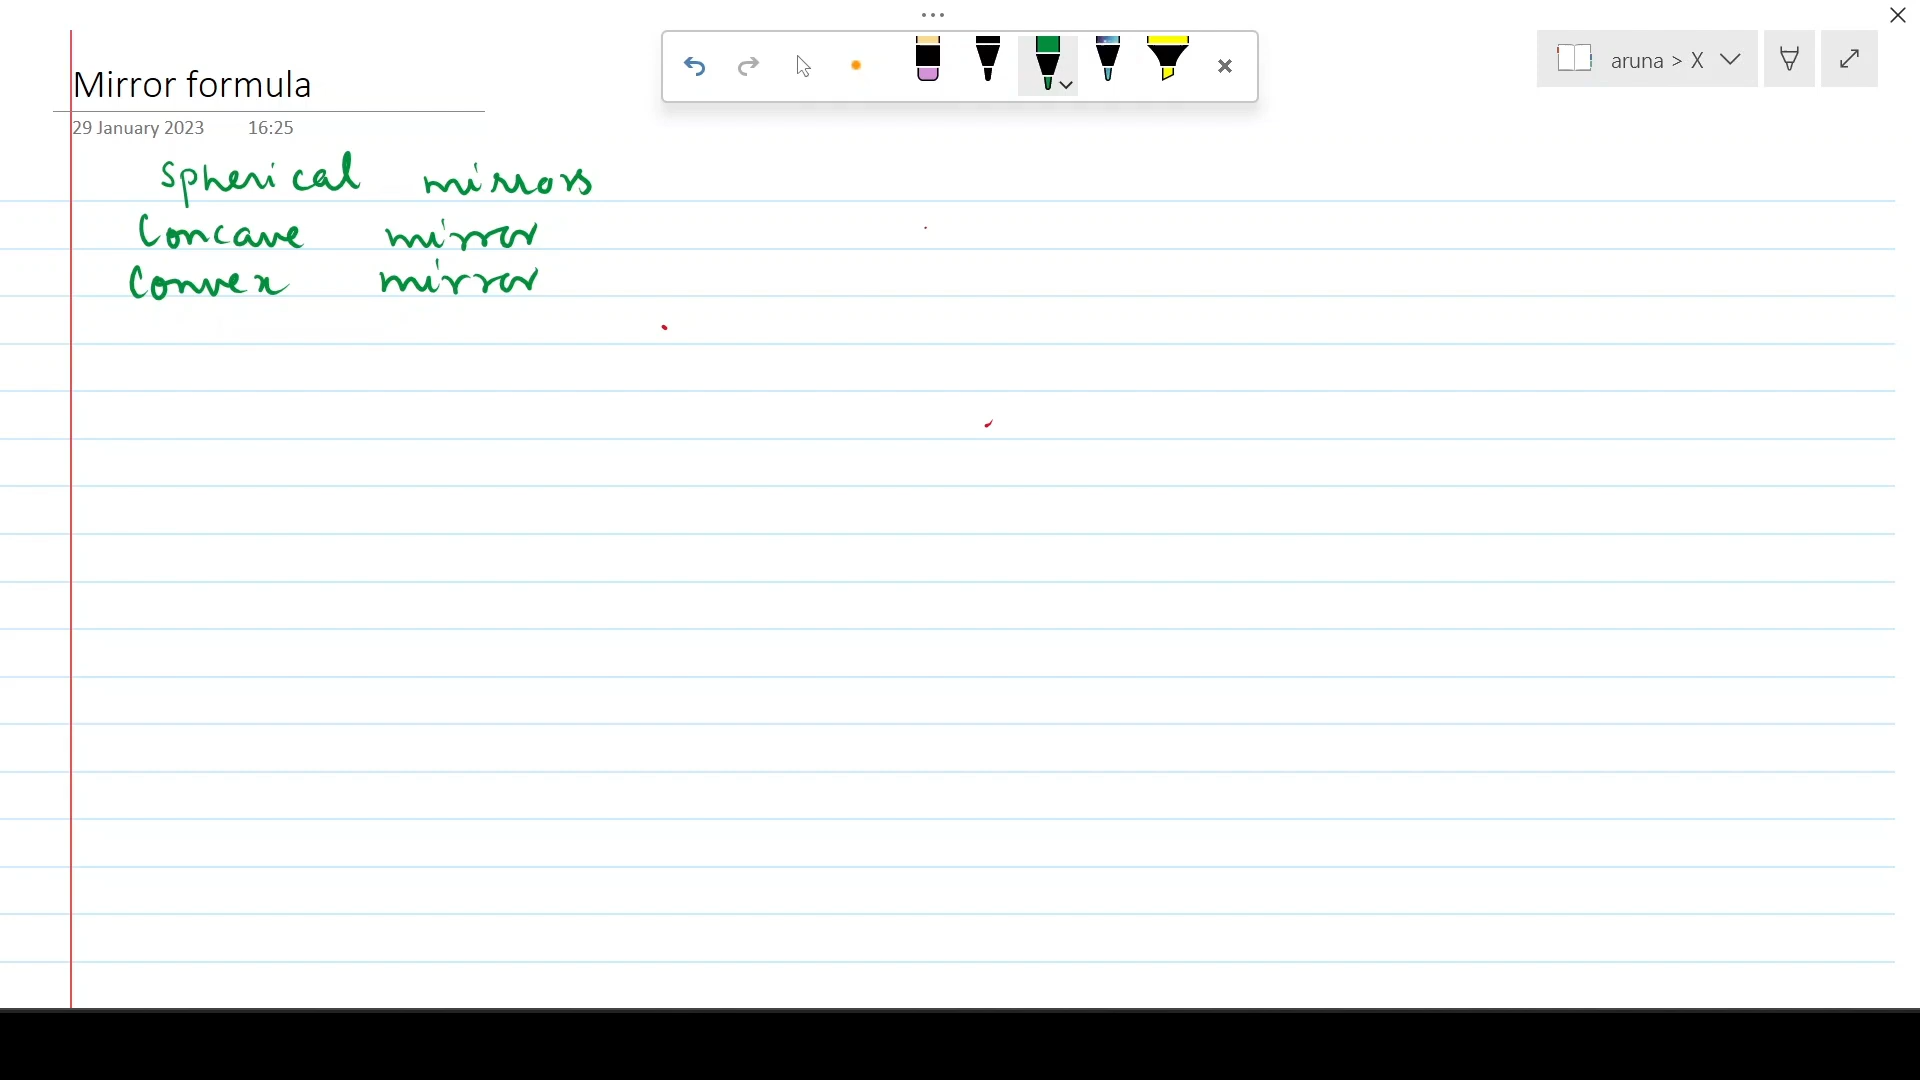 Mirror formula
aruna > X
29 January 2023 16:25
Spherical mirrors
Concave mirror
Convex mirror